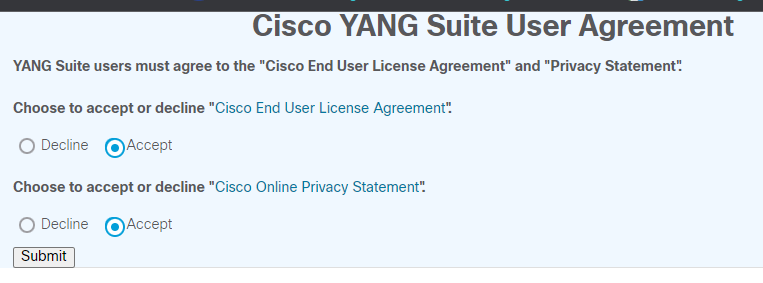 Cisco YANG Suite User Agreement
YANG Suite users must agree to the "Cisco End User License Agreement" and "Privacy Statement".
Choose to accept or decline "Cisco End User License Agreement".
Decline Accept
Choose to accept or decline "Cisco Online Privacy Statement".
Decline Accept
Submit